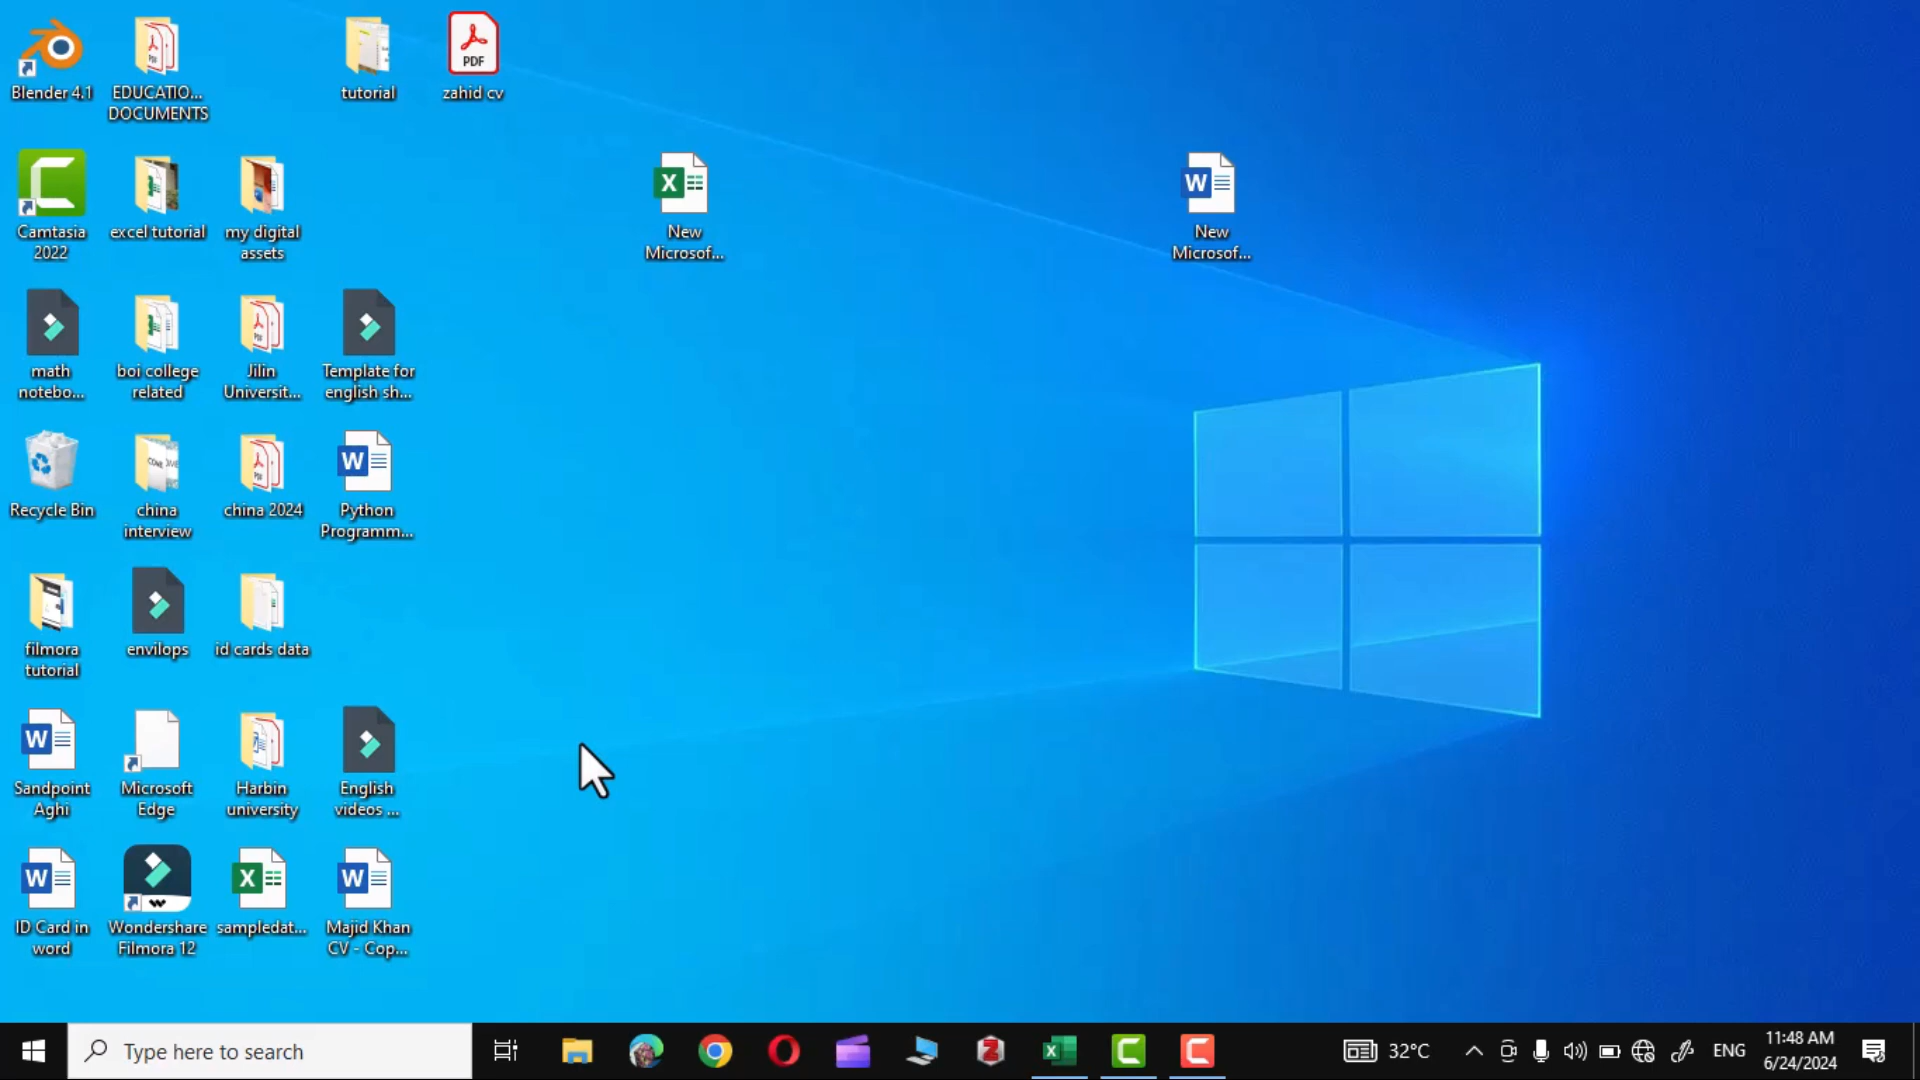 Blender 4.1
EDUCATIO...
DOCUMENTS
tutorial
PDF
zahid cv
Camtasia
2022
excel tutorial
my digital
assets
X
New
Microsof...
W
New
Microsof...
math
notebo...
boi college
related
Jilin
Universit...
Template for
english sh...
Recycle Bin
china
interview
china 2024
W
Python
Programm...
filmora
tutorial
envilops
id cards data
W
Sandpoint
Aghi
Microsoft
Edge
Harbin
university
English
videos ...
W
ID Card in
word
Wondershare
Filmora 12
X
sampledat...
W
Majid Khan
CV - Cop...
Type here to search
32°C
ENG
11:48 AM
6/24/2024